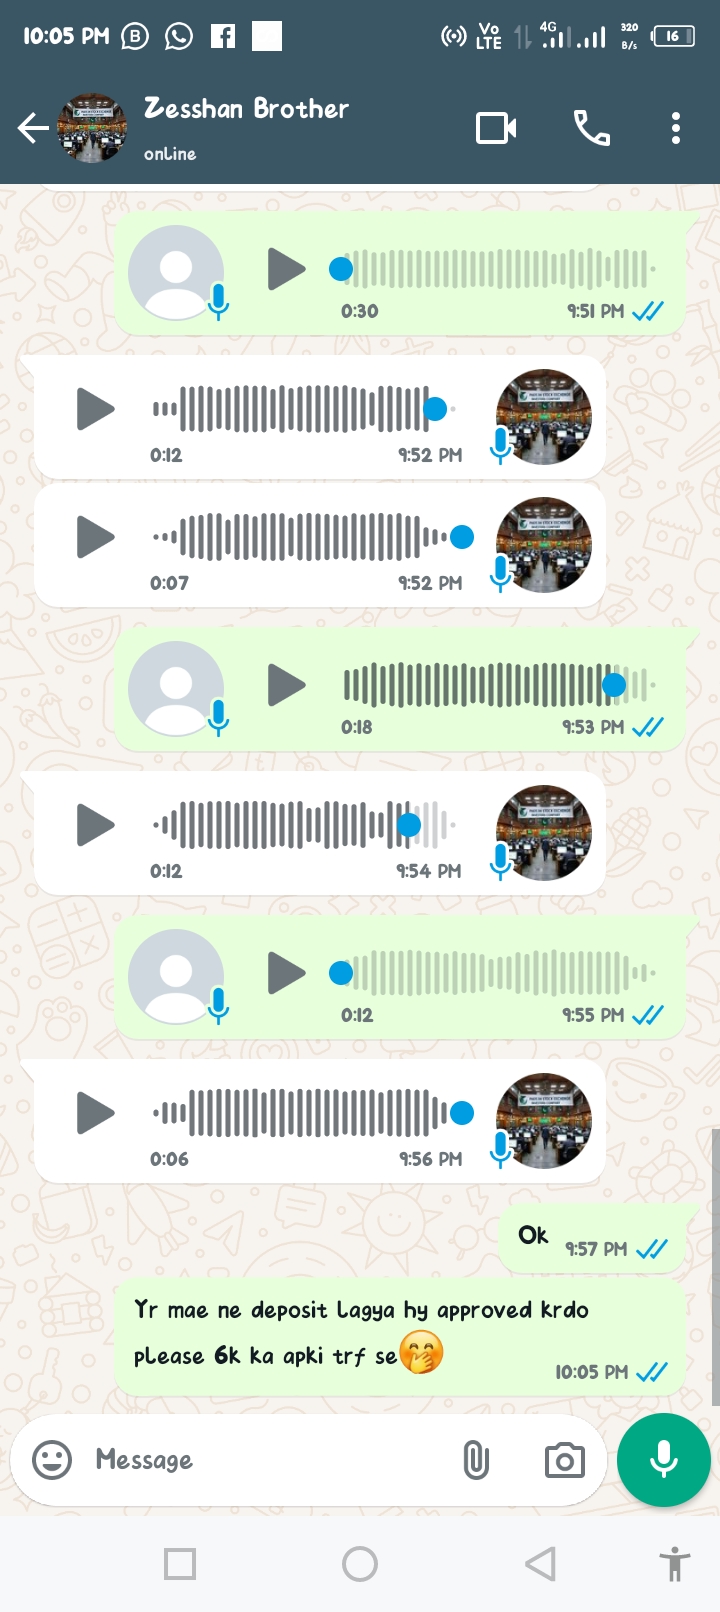 10:05 PM
Vo LTE 4G 320 B/s 16
Zesshan Brother
online
0:30 9:51 PM
0:12 9:52 PM
0:07 9:52 PM
0:18 9:53 PM
0:12 9:54 PM
0:12 9:55 PM
0:06 9:56 PM
Ok 9:57 PM
Yr mae ne deposit lagya hy approved krdo
please 6k ka apki trf se🤭
10:05 PM
Message